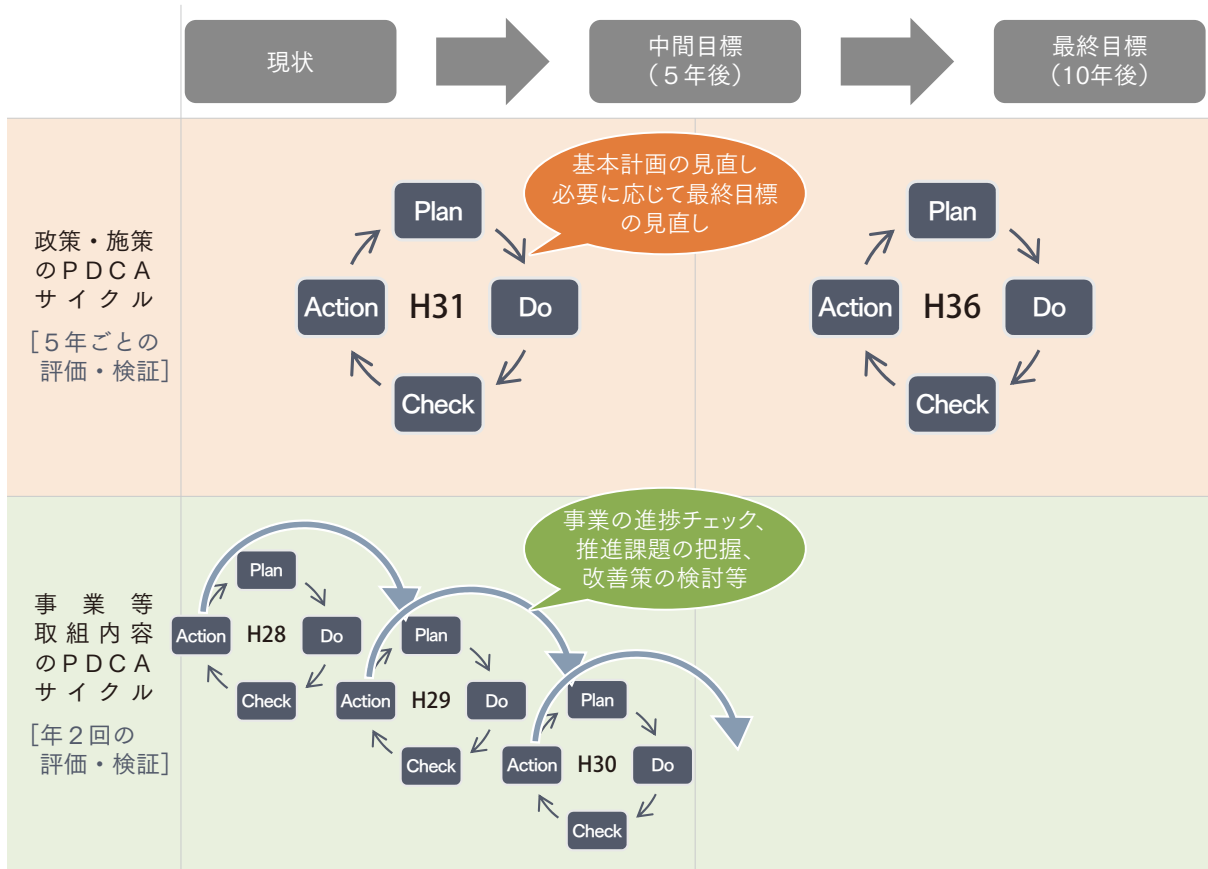 現状
中間目標
(５年後)
最終目標
(10年後)
政策・施策
のＰＤＣＡ
サイクル
[５年ごとの
評価・検証]
Plan
Do
Check
Action
H31
基本計画の見直し
必要に応じて最終目標
の見直し
Plan
Do
Check
Action
H36
事業等
取組内容
のＰＤＣＡ
サイクル
[年２回の
評価・検証]
Plan
Do
Check
Action
H28
Plan
Do
Check
Action
H29
Plan
Do
Check
Action
H30
事業の進捗チェック、
推進課題の把握、
改善策の検討等